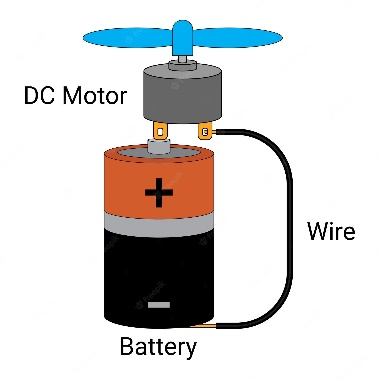 DC Motor
+
Wire
-
Battery